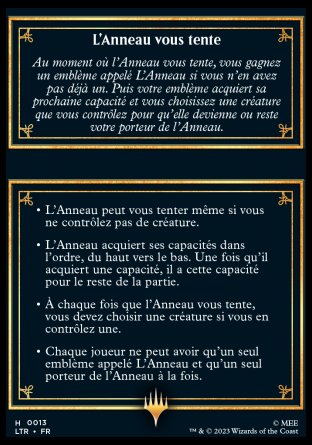 L'Anneau vous tente
Au moment où l'Anneau vous tente, vous gagnez
un emblème appelé L'Anneau si vous n'en avez
pas déjà un. Puis votre emblème acquiert sa
prochaine capacité et vous choisissez une créature
que vous contrôlez pour qu'elle devienne ou reste
votre porteur de l'Anneau.
• L'Anneau peut vous tenter même si vous
ne contrôlez pas de créature.
• L'Anneau acquiert ses capacités dans
l'ordre, du haut vers le bas. Une fois qu'il
acquiert une capacité, il a cette capacité
pour le reste de la partie.
• À chaque fois que l'Anneau vous tente,
vous devez choisir une créature si vous en
contrôlez une.
• Chaque joueur ne peut avoir qu'un seul
emblème appelé L'Anneau et qu'un seul
porteur de l'Anneau à la fois.
H 0013
LTR • FR
© MEE
™ & © 2023 Wizards of the Coast